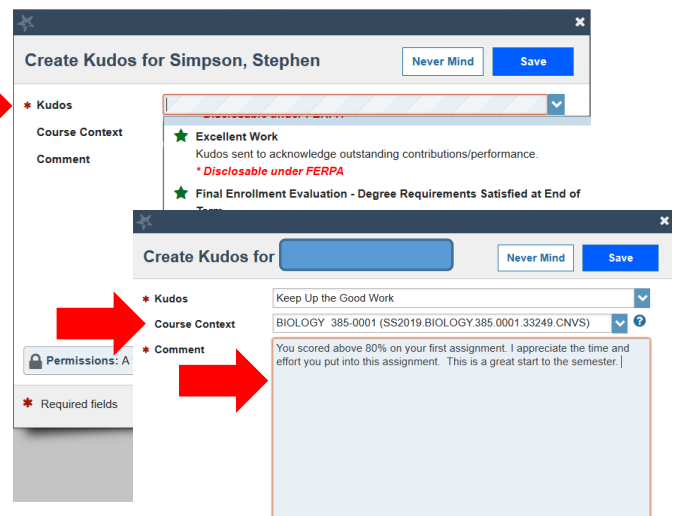 Create Kudos for Simpson, Stephen
Never Mind
Save
* Kudos
Course Context
Comment
* Disclosable under FERPA
Excellent Work
Kudos sent to acknowledge outstanding contributions/performance.
* Disclosable under FERPA
Final Enrollment Evaluation - Degree Requirements Satisfied at End of
Term
Permissions: A
* Required fields
Create Kudos for
Never Mind
Save
* Kudos
Keep Up the Good Work
Course Context
BIOLOGY 385-0001 (SS2019.BIOLOGY.385.0001.33249.CNVS)
?
* Comment
You scored above 80% on your first assignment. I appreciate the time and
effort you put into this assignment. This is a great start to the semester.